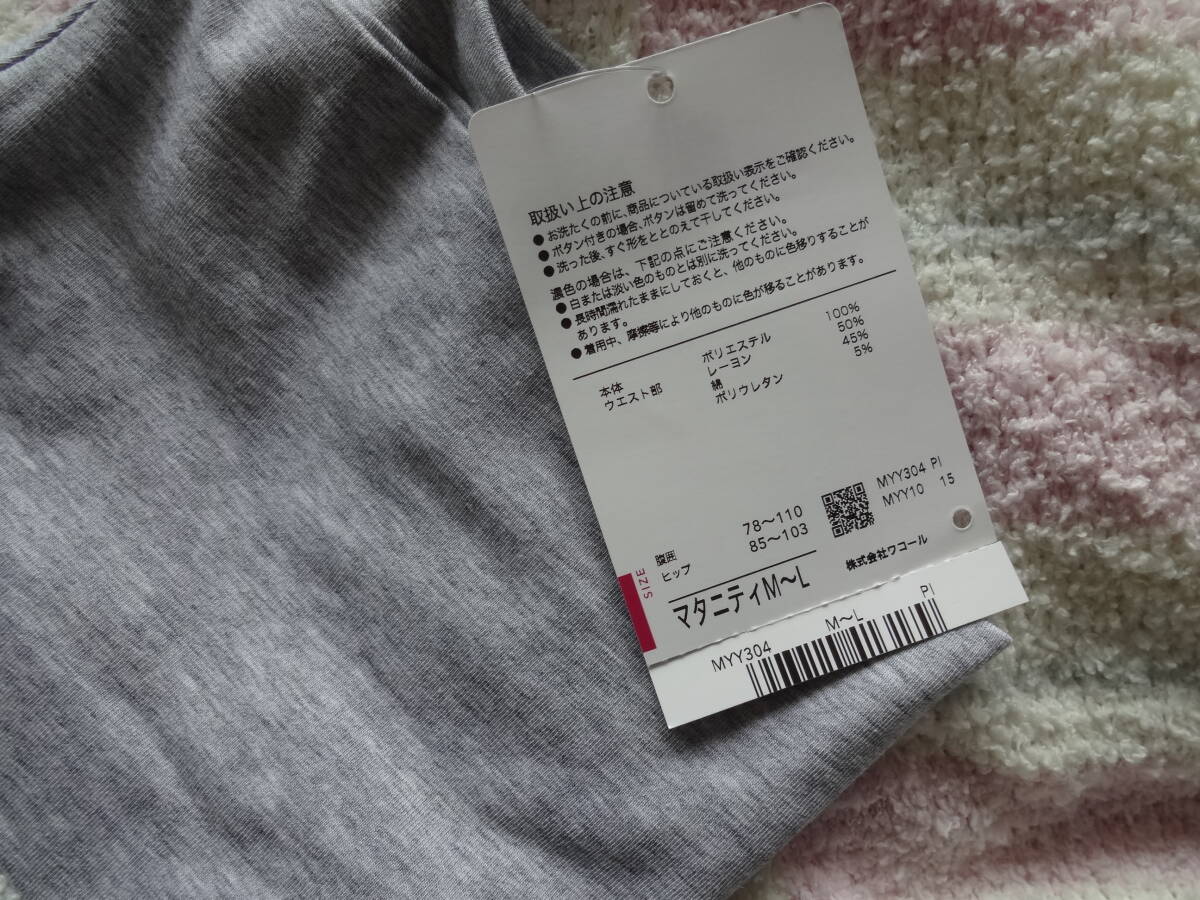 取扱い上の注意
●お洗たくの前に、商品についている取扱い表示をご確認ください。
●ボタン付きの場合、ボタンは留めて洗ってください。
●洗った後、すぐ形をととのえて干してください。
濃色の場合は、下記の点にご注意ください。
●白または淡い色のものとは別に洗ってください。
●長時間濡れたままにしておくと、他のものに色移りすることが
あります。
●着用中、摩擦等により他のものに色が移ることがあります。
本体 ポリエステル 100%
ウエスト部 レーヨン 50%
綿 45%
ポリウレタン 5%
MYY304 PI
MYY10 15
SIZE
腹囲 78～110
ヒップ 85～103
マタニティM～L
株式会社ワコール
MYY304 M～L PI